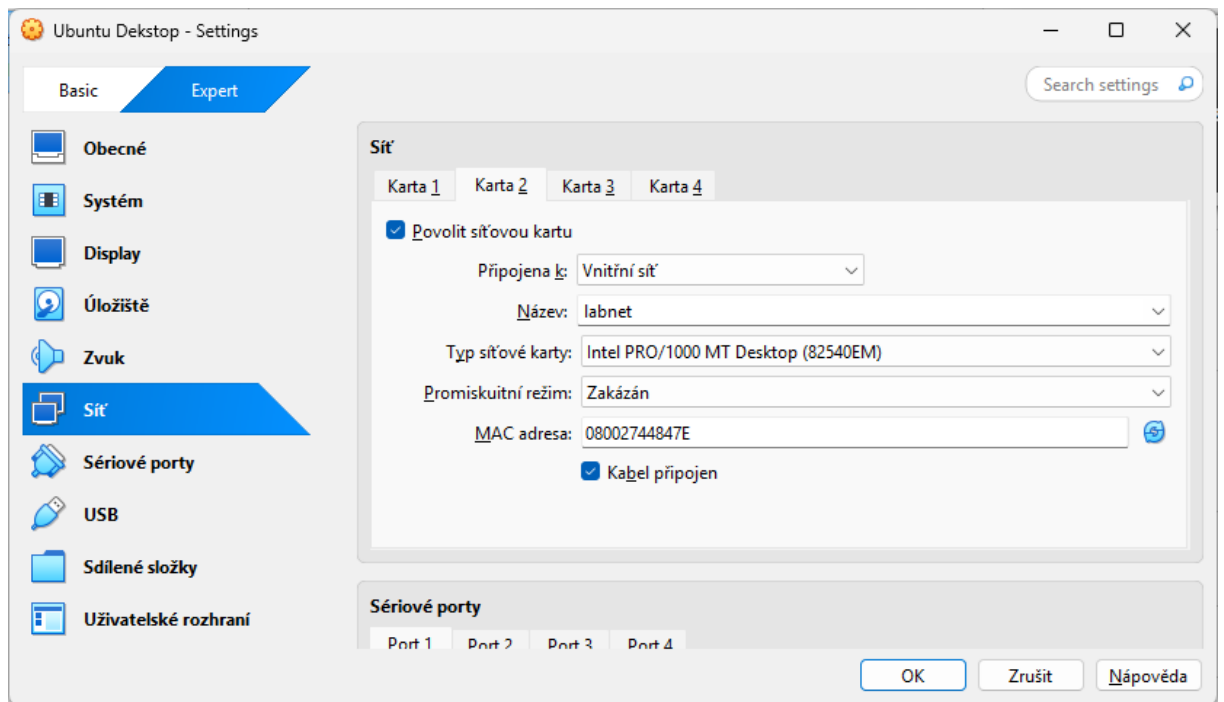 Ubuntu Dekstop - Settings
Basic
Expert
Search settings
Obecné
Systém
Display
Úložiště
Zvuk
Síť
Sériové porty
USB
Sdílené složky
Uživatelské rozhraní
Síť
Karta 1
Karta 2
Karta 3
Karta 4
Povolit síťovou kartu
Připojena k: Vnitřní síť
Název: labnet
Typ síťové karty: Intel PRO/1000 MT Desktop (82540EM)
Promiskuitní režim: Zakázán
MAC adresa: 08002744847E
Kabel připojen
Sériové porty
Port 1
Port 2
Port 3
Port 4
OK
Zrušit
Nápověda